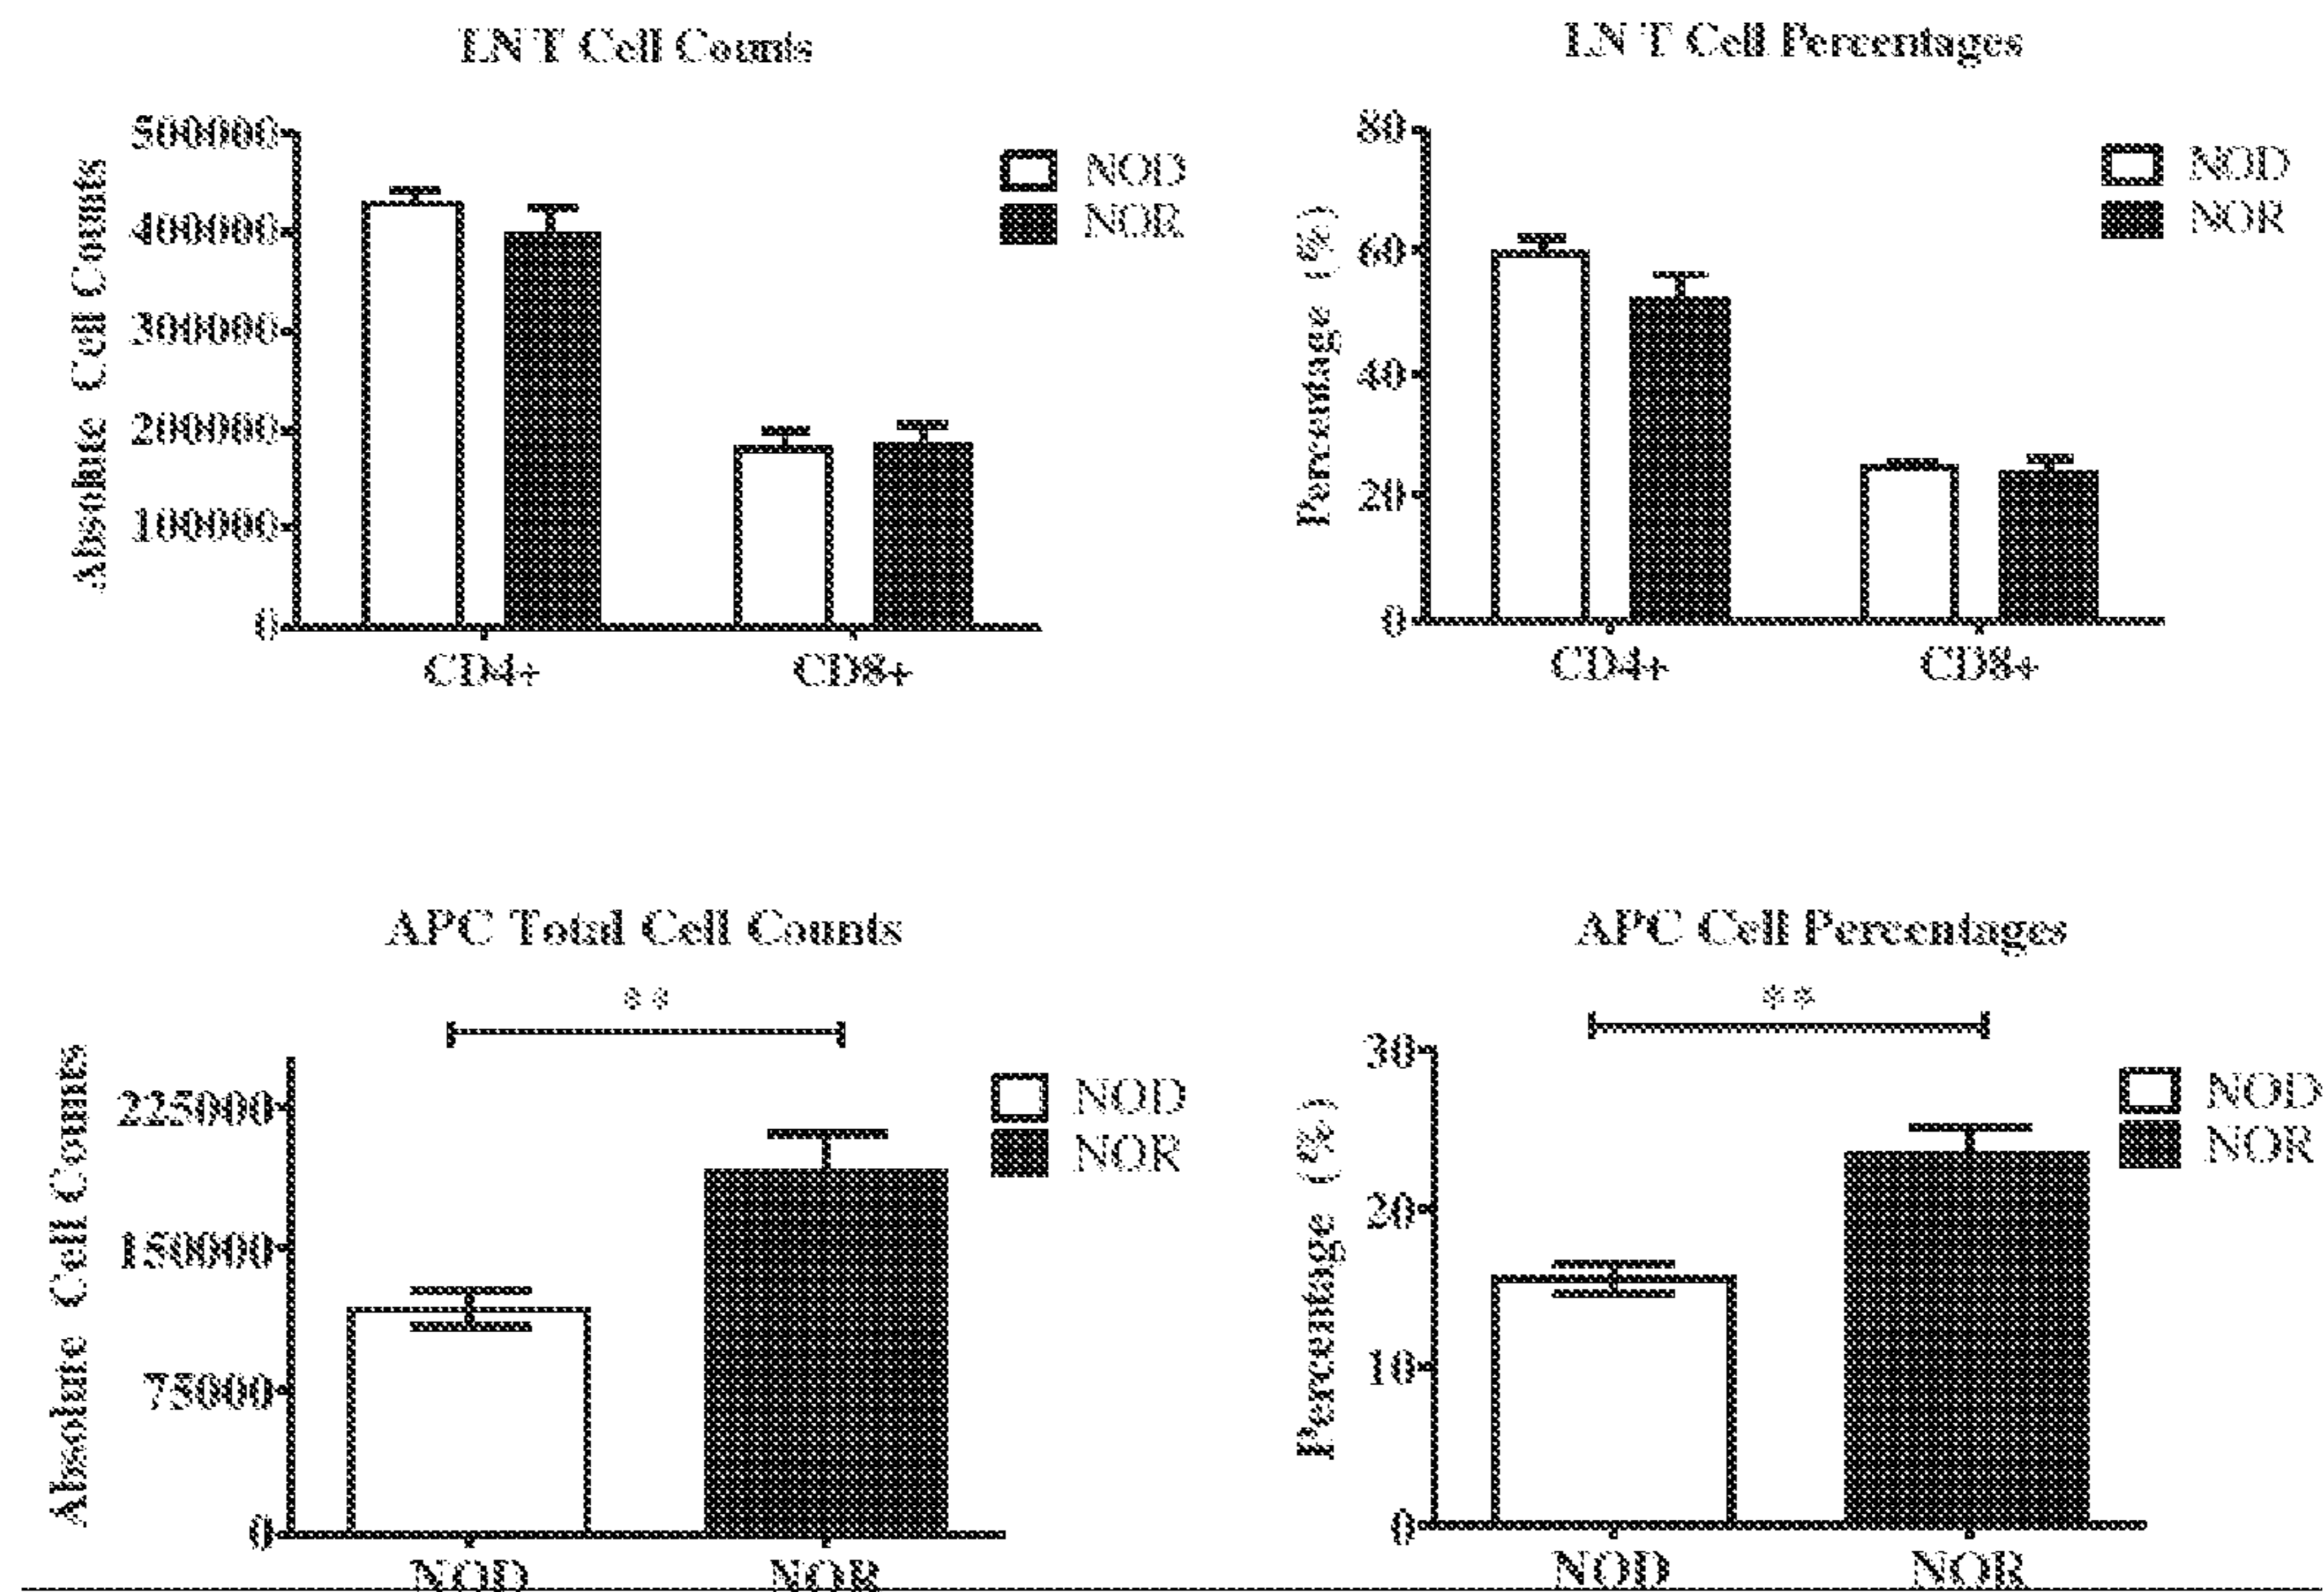 LN T Cell Counts
Absolute Cell Counts
500000
400000
300000
200000
100000
0
CD4+
CD8+
NOD
NOR
LN T Cell Percentages
Percentage (%)
80
60
40
20
0
CD4+
CD8+
NOD
NOR
APC Total Cell Counts
**
Absolute Cell Counts
225000
150000
75000
0
NOD
NOR
NOD
NOR
APC Cell Percentages
**
Percentage (%)
30
20
10
0
NOD
NOR
NOD
NOR